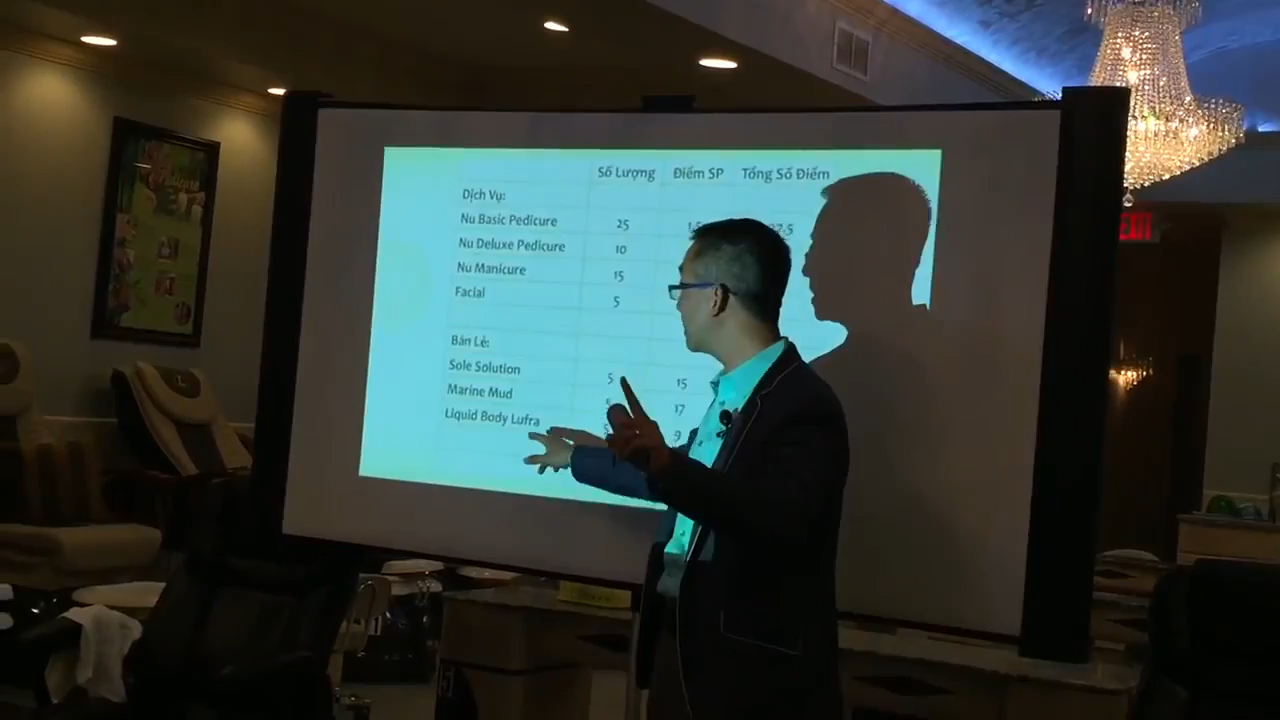 Số Lượng Điểm SP Tổng Số Điểm
Dịch Vụ:
Nu Basic Pedicure 25
Nu Deluxe Pedicure 10
Nu Manicure 15
Facial 5
Bán Lẻ:
Sole Solution 5 15
Marine Mud 17
Liquid Body Lufra 9
EXIT